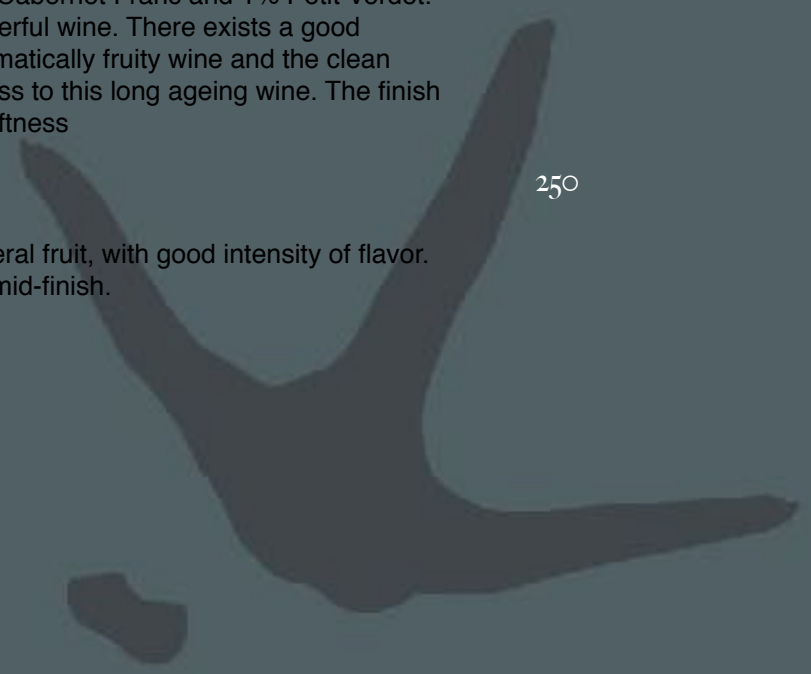 Cabernet Franc and 1% Petit Verdot.
erful wine. There exists a good
matically fruity wine and the clean
ss to this long ageing wine. The finish
ftness
250
eral fruit, with good intensity of flavor.
mid-finish.